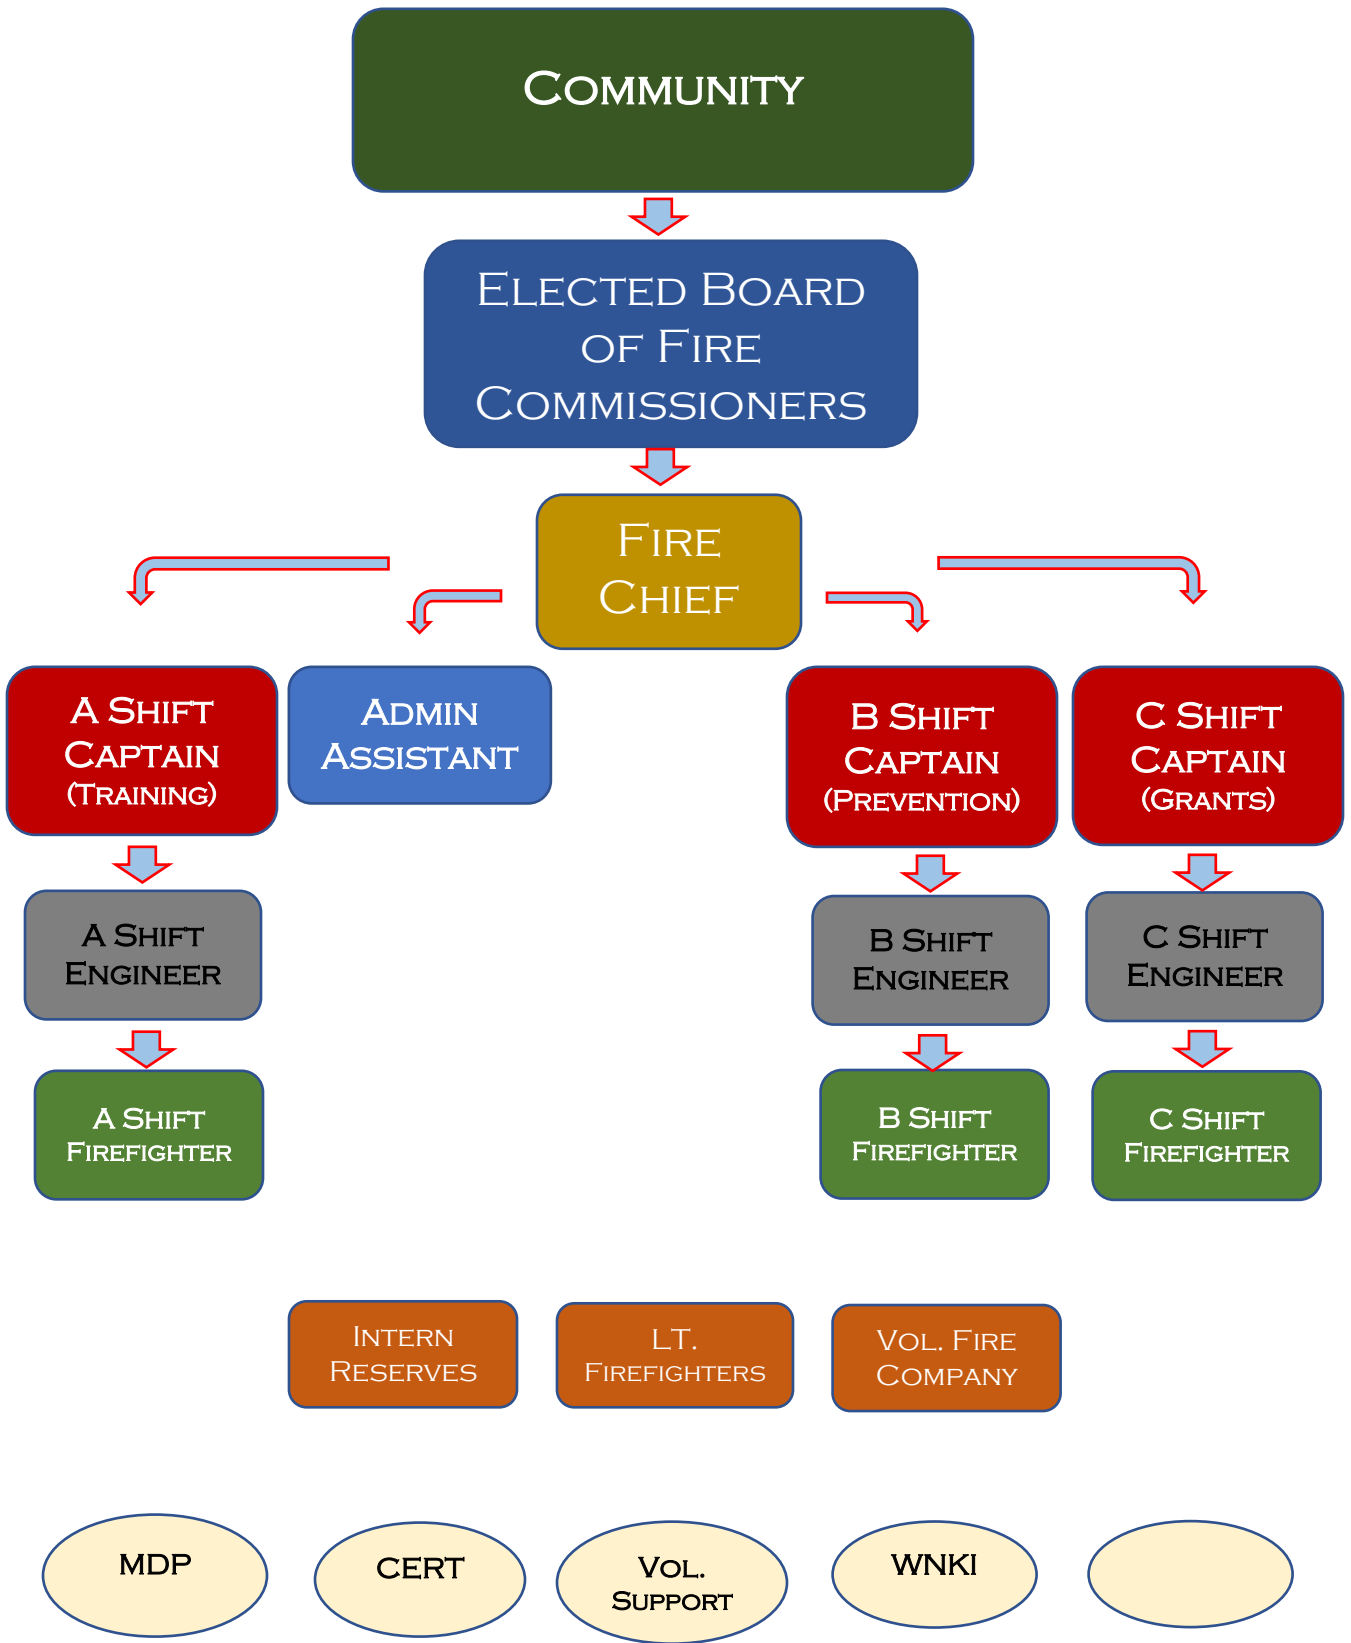 Community
Elected Board
of Fire
Commissioners
Fire
Chief
A Shift
Captain
(Training)
Admin
Assistant
B Shift
Captain
(Prevention)
C Shift
Captain
(Grants)
A Shift
Engineer
B Shift
Engineer
C Shift
Engineer
A Shift
Firefighter
B Shift
Firefighter
C Shift
Firefighter
Intern
Reserves
LT.
Firefighters
Vol. Fire
Company
MDP
CERT
Vol.
Support
WNKI